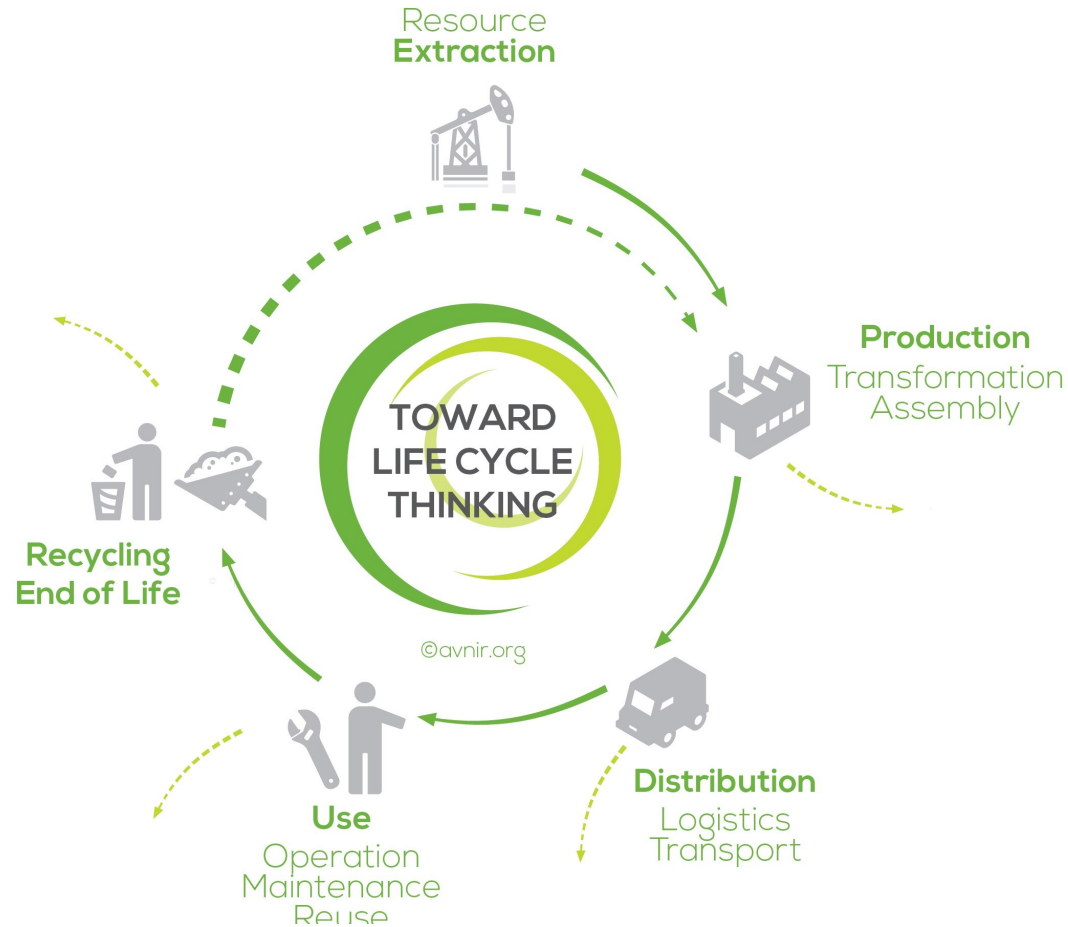 Resource
Extraction
Production
Transformation
Assembly
TOWARD
LIFE CYCLE
THINKING
Recycling
End of Life
©avnir.org
Distribution
Logistics
Transport
Use
Operation
Maintenance
Reuse